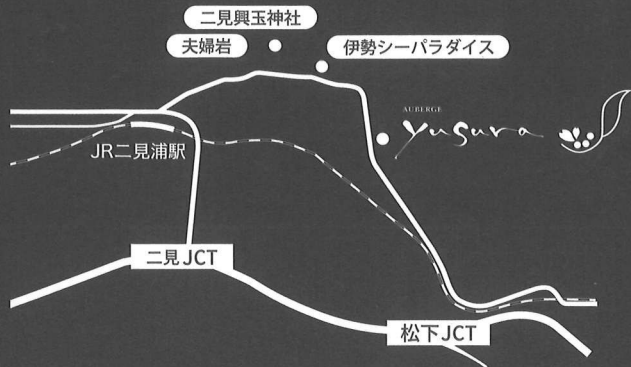 二見興玉神社
夫婦岩
伊勢シーパラダイス
AUBERGE
yusura
JR二見浦駅
二見JCT
松下JCT